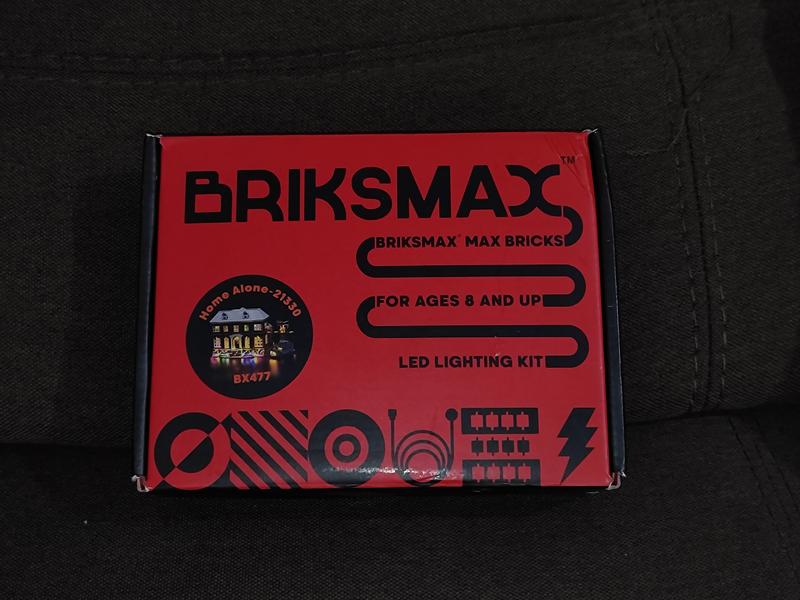 BRIKSMAX™
BRIKSMAX® MAX BRICKS
FOR AGES 8 AND UP
LED LIGHTING KIT
Home Alone-21330
BX477